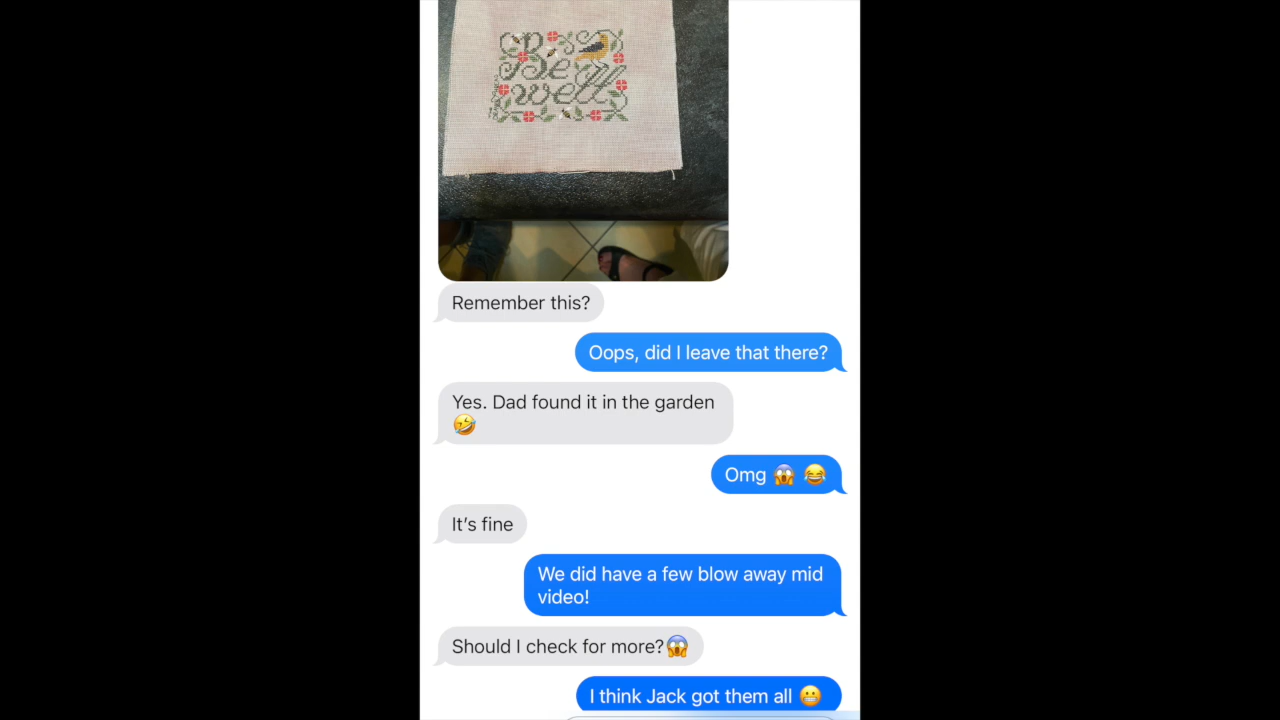 Be
well
Remember this?
Oops, did I leave that there?
Yes. Dad found it in the garden
🤣
Omg 😱 😂
It's fine
We did have a few blow away mid
video!
Should I check for more?😱
I think Jack got them all 😬